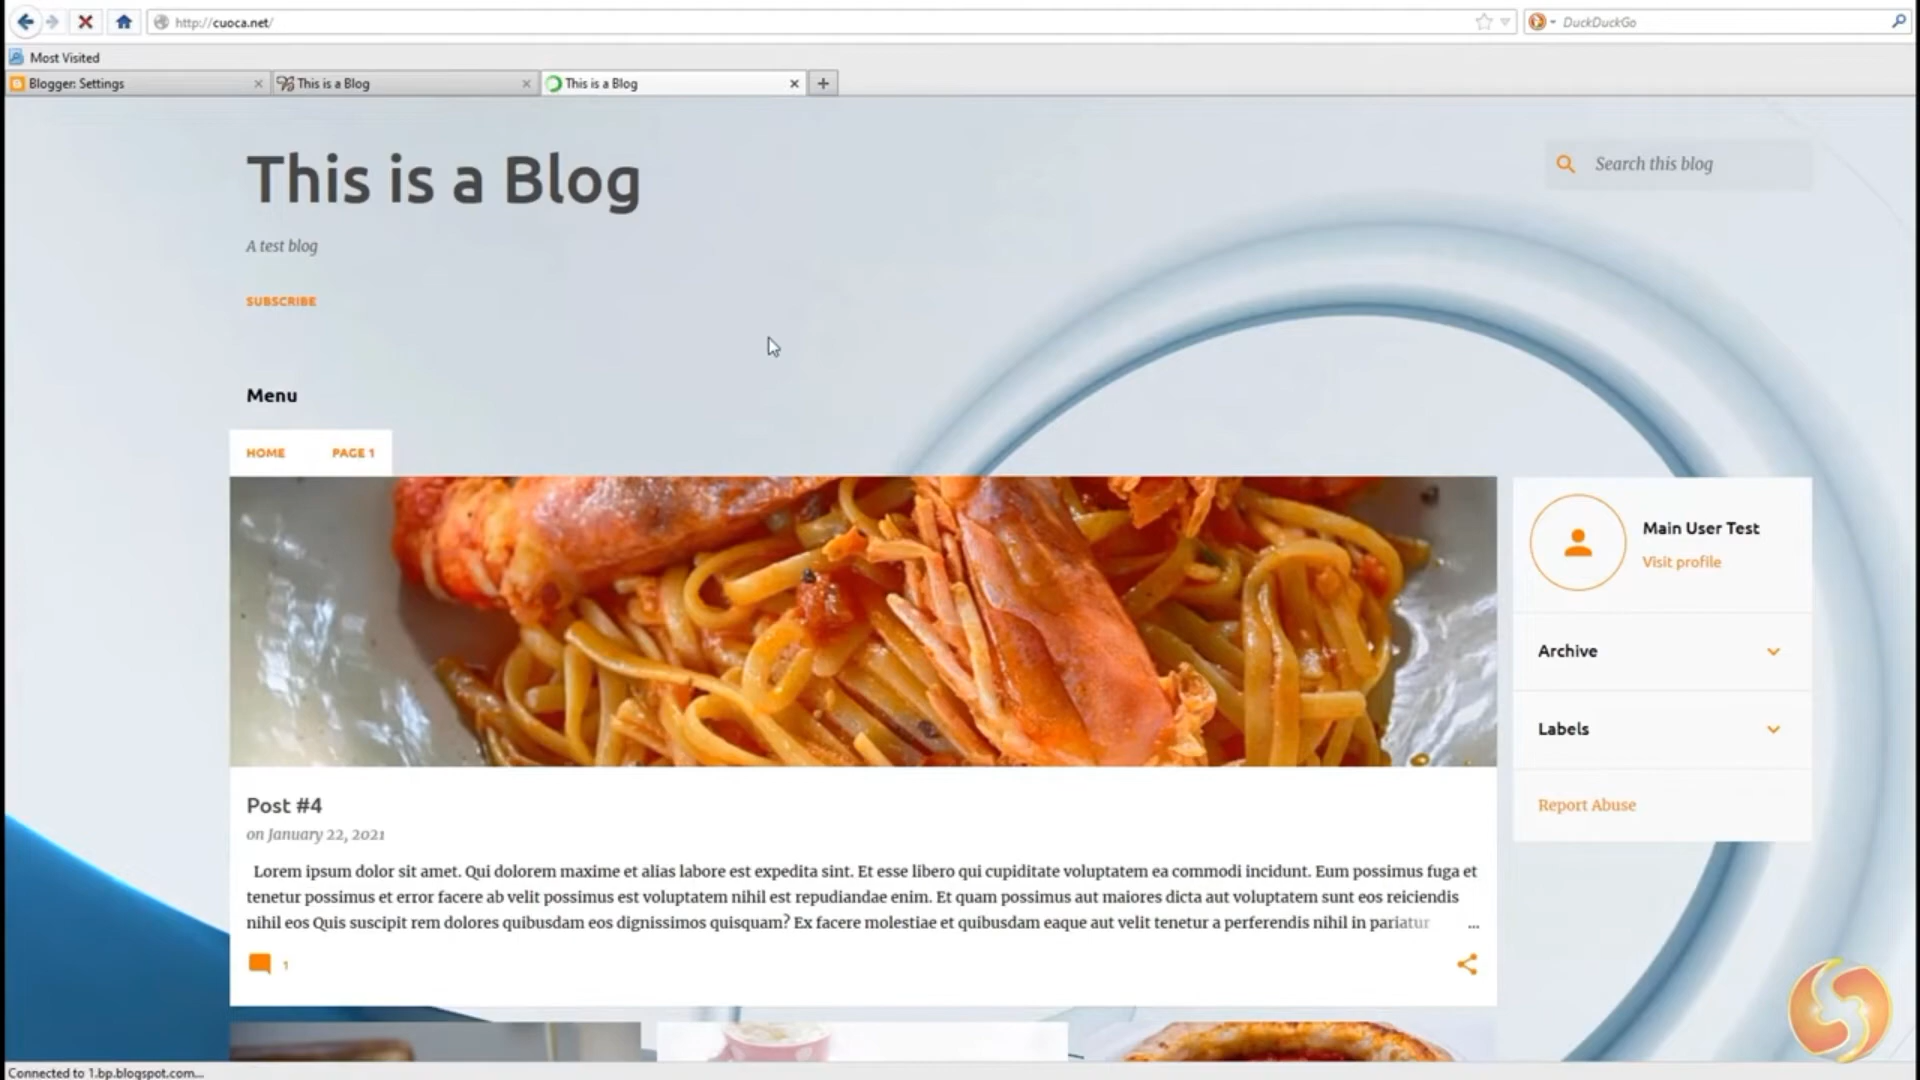 http://cuoca.net/
DuckDuckGo
Most Visited
Blogger: Settings
This is a Blog
This is a Blog
This is a Blog
Search this blog
A test blog
SUBSCRIBE
Menu
HOME PAGE 1
Main User Test
Visit profile
Archive
Labels
Report Abuse
Post #4
on January 22, 2021
Lorem ipsum dolor sit amet. Qui dolorem maxime et alias labore est expedita sint. Et esse libero qui cupiditate voluptatem ea commodi incidunt. Eum possimus fuga et
tenetur possimus et error facere ab velit possimus est voluptatem nihil est repudiandae enim. Et quam possimus aut maiores dicta aut voluptatem sunt eos reiciendis
nihil eos Quis suscipit rem dolores quibusdam eos dignissimos quisquam? Ex facere molestiae et quibusdam eaque aut velit tenetur a perferendis nihil in pariatur ...
1
Connected to 1.bp.blogspot.com...